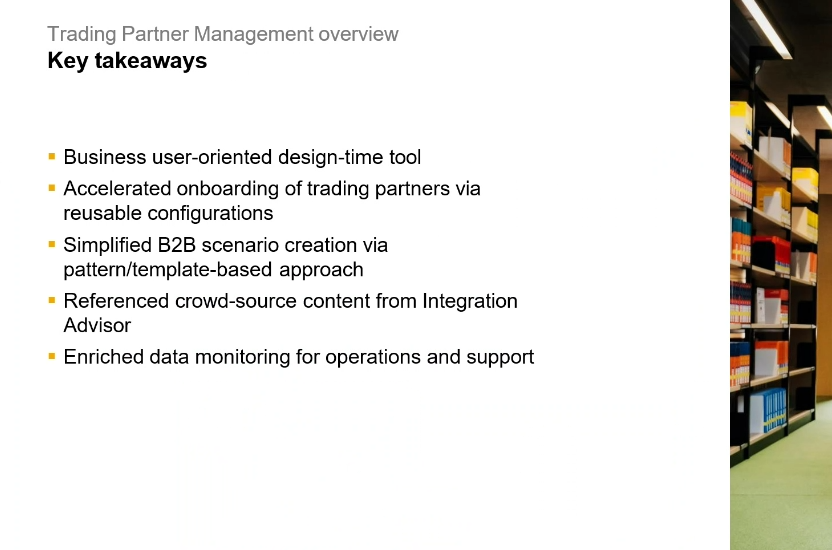 Trading Partner Management overview
Key takeaways
▪ Business user-oriented design-time tool
▪ Accelerated onboarding of trading partners via
reusable configurations
▪ Simplified B2B scenario creation via
pattern/template-based approach
▪ Referenced crowd-source content from Integration
Advisor
▪ Enriched data monitoring for operations and support